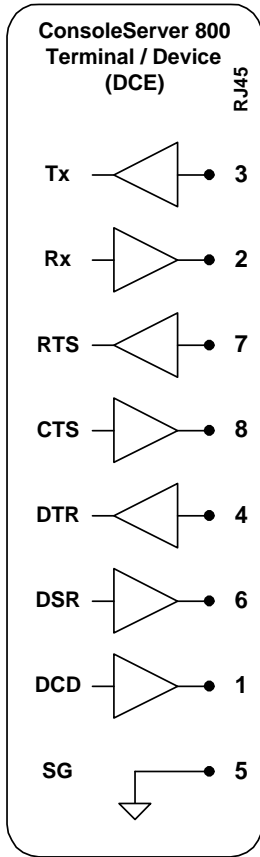 ConsoleServer 800
Terminal / Device
(DCE)
RJ45
Tx 3
Rx 2
RTS 7
CTS 8
DTR 4
DSR 6
DCD 1
SG 5